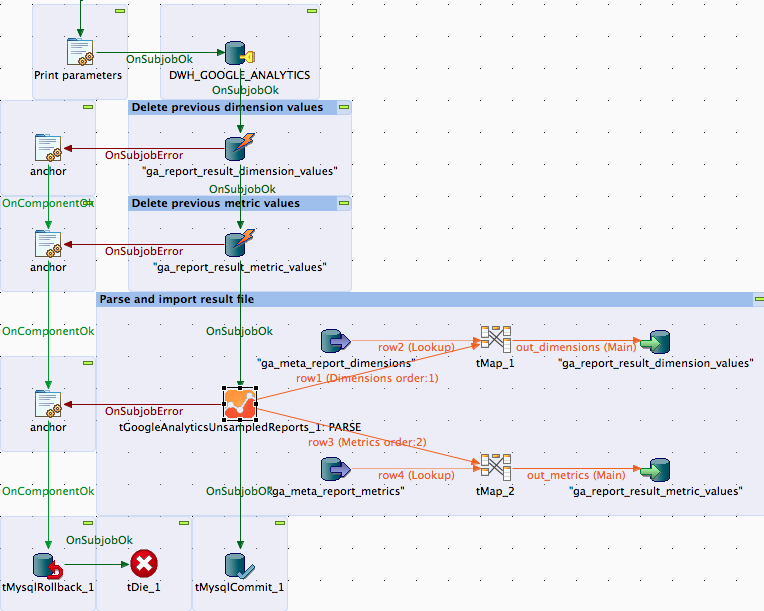 OnSubjobOk
Print parameters
DWH_GOOGLE_ANALYTICS
OnSubjobOk
Delete previous dimension values
OnSubjobError
anchor
"ga_report_result_dimension_values"
OnSubjobOk
OnComponentOk
Delete previous metric values
OnSubjobError
anchor
"ga_report_result_metric_values"
Parse and import result file
OnComponentOk
OnSubjobOk
row2 (Lookup)
out_dimensions (Main)
"ga_meta_report_dimensions"
tMap_1
"ga_report_result_dimension_values"
row1 (Dimensions order:1)
OnSubjobError
anchor
tGoogleAnalyticsUnsampledReports_1: PARSE
row3 (Metrics order:2)
row4 (Lookup)
out_metrics (Main)
OnComponentOk
OnSubjobOk
"ga_meta_report_metrics"
tMap_2
"ga_report_result_metric_values"
OnSubjobOk
tMysqlRollback_1
tDie_1
tMysqlCommit_1